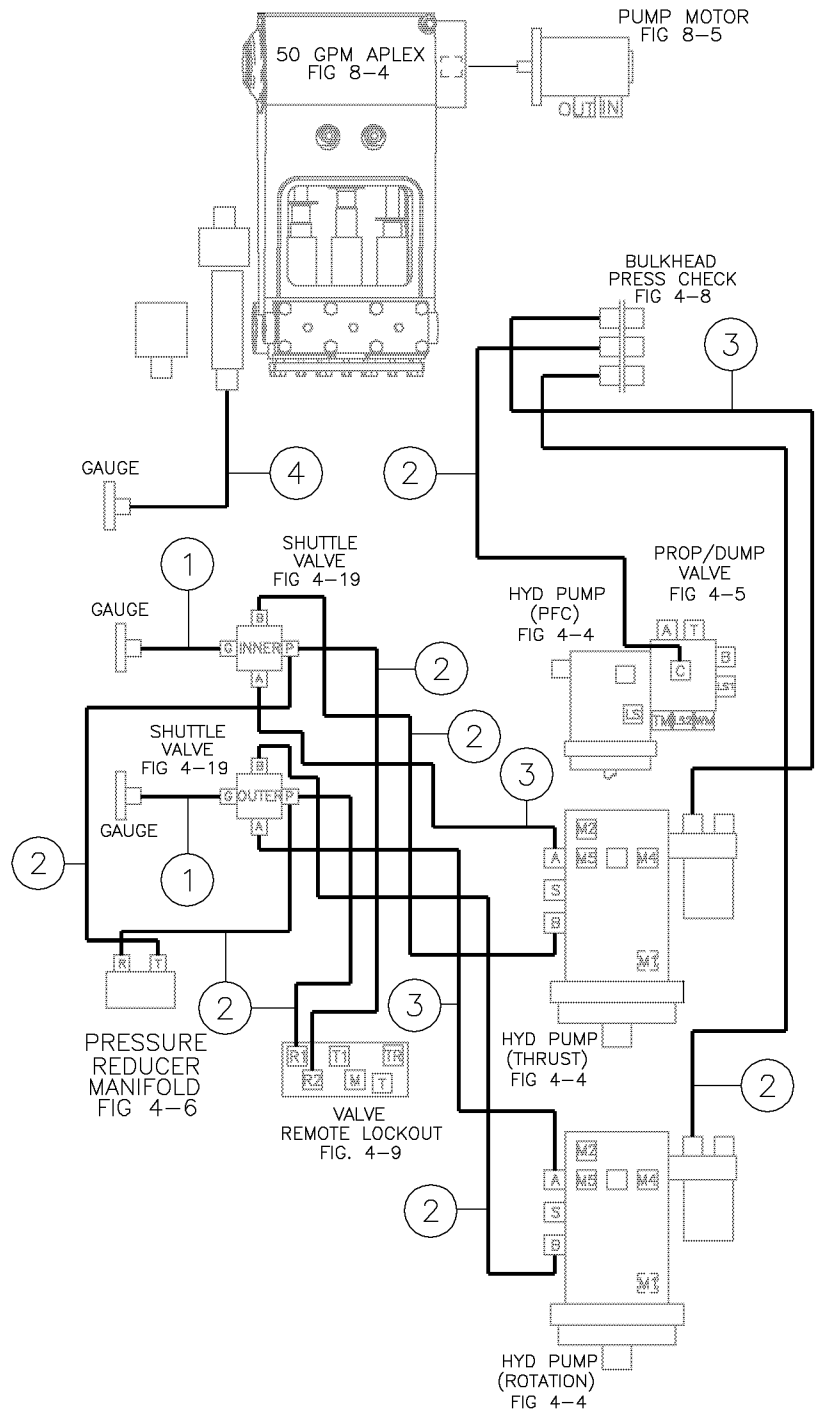 PUMP MOTOR
FIG 8-5
50 GPM APLEX
FIG 8-4
OUT IN
BULKHEAD
PRESS CHECK
FIG 4-8
3
GAUGE
4
2
SHUTTLE
VALVE
FIG 4-19
1
GAUGE
B
G INNER P
A
2
2
HYD PUMP
(PFC)
FIG 4-4
PROP/DUMP
VALVE
FIG 4-5
A T
B
C
LS1
LS
TM LS2 WM
SHUTTLE
VALVE
FIG 4-19
B
G OUTER P
A
GAUGE
1
2
3
M2
A M5 M4
S
B
M1
R T
2
3
PRESSURE
REDUCER
MANIFOLD
FIG 4-6
R1 T1 TR
R2 M T
VALVE
REMOTE LOCKOUT
FIG. 4-9
HYD PUMP
(THRUST)
FIG 4-4
2
M2
A M5 M4
S
B
M1
2
HYD PUMP
(ROTATION)
FIG 4-4